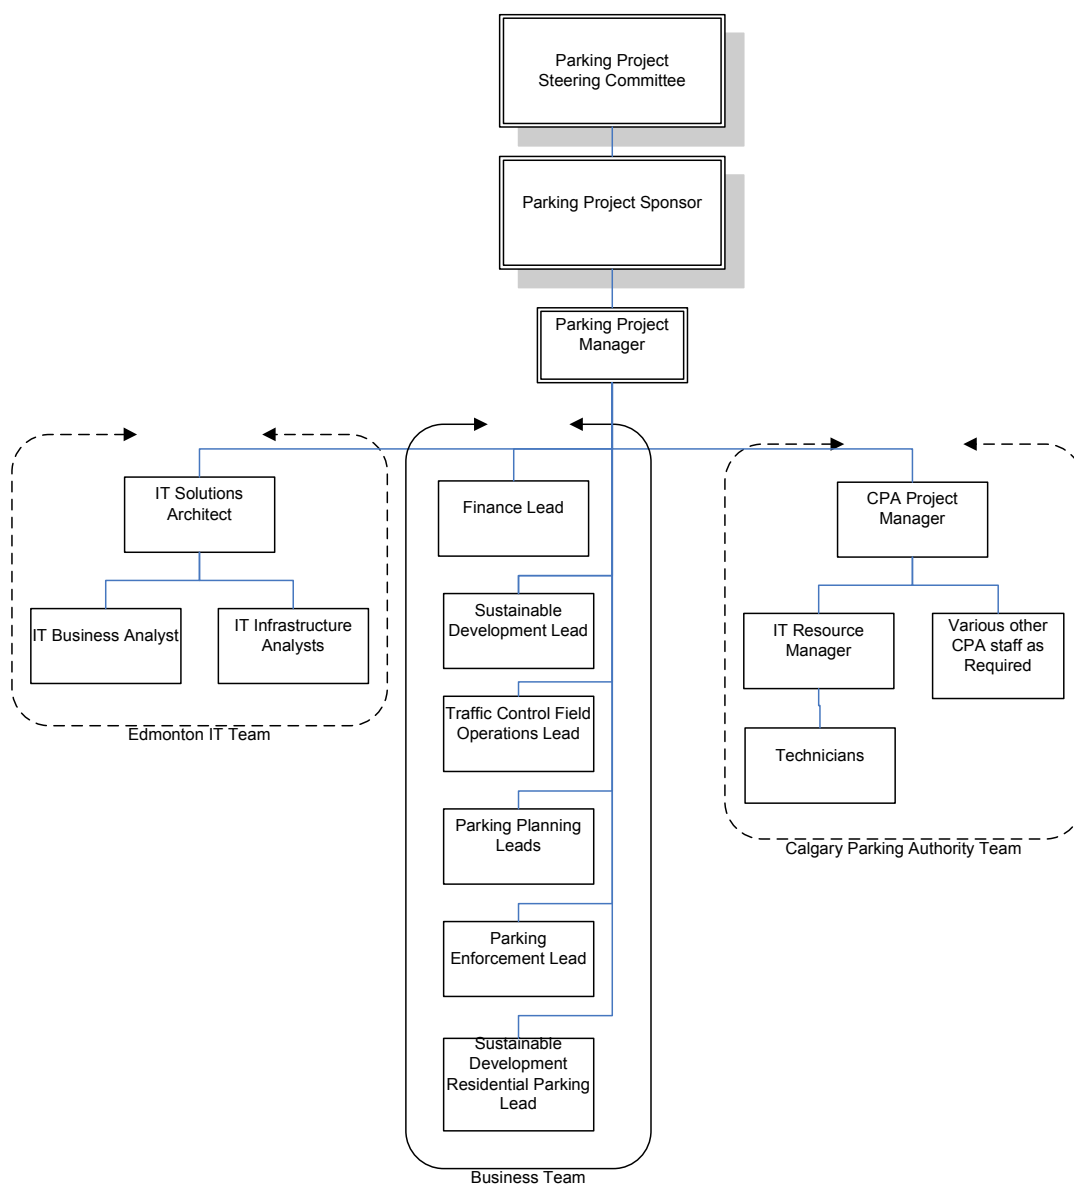 Parking Project
Steering Committee
Parking Project Sponsor
Parking Project
Manager
IT Solutions
Architect
IT Business Analyst
IT Infrastructure
Analysts
Edmonton IT Team
Finance Lead
Sustainable
Development Lead
Traffic Control Field
Operations Lead
Parking Planning
Leads
Parking
Enforcement Lead
Sustainable
Development
Residential Parking
Lead
Business Team
CPA Project
Manager
IT Resource
Manager
Various other
CPA staff as
Required
Technicians
Calgary Parking Authority Team